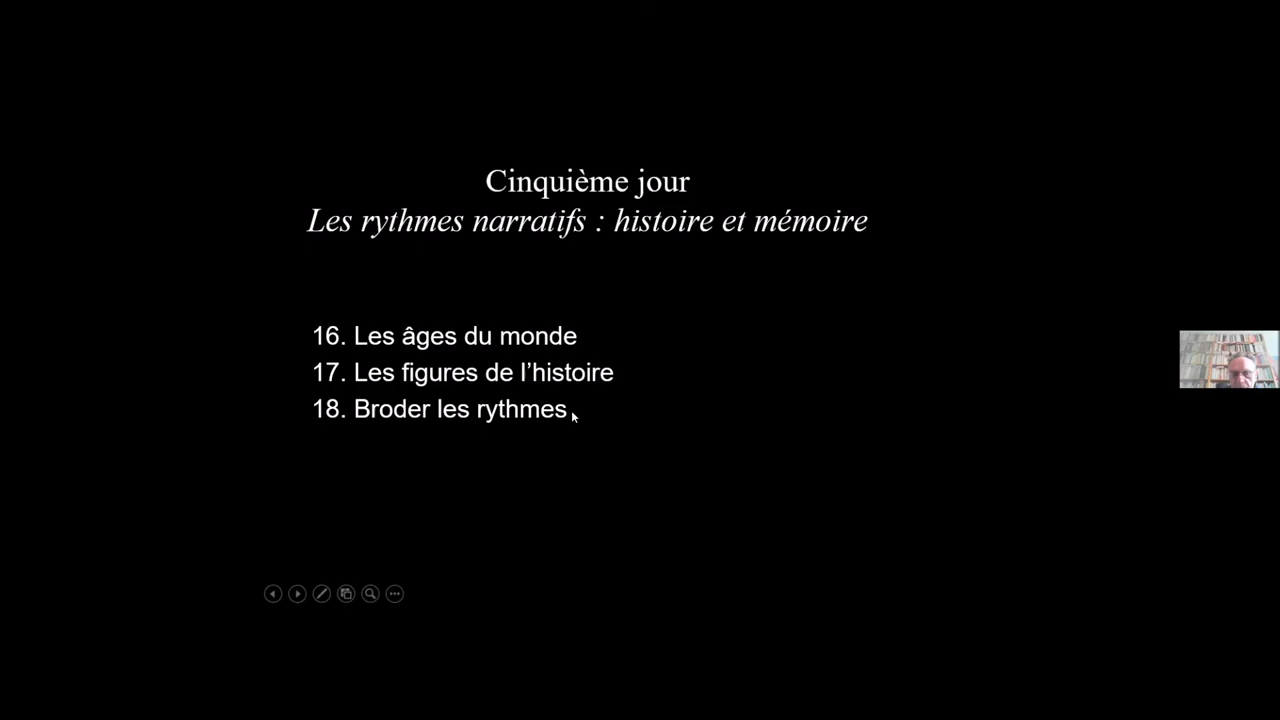 Cinquième jour
Les rythmes narratifs : histoire et mémoire
16. Les âges du monde
17. Les figures de l’histoire
18. Broder les rythmes